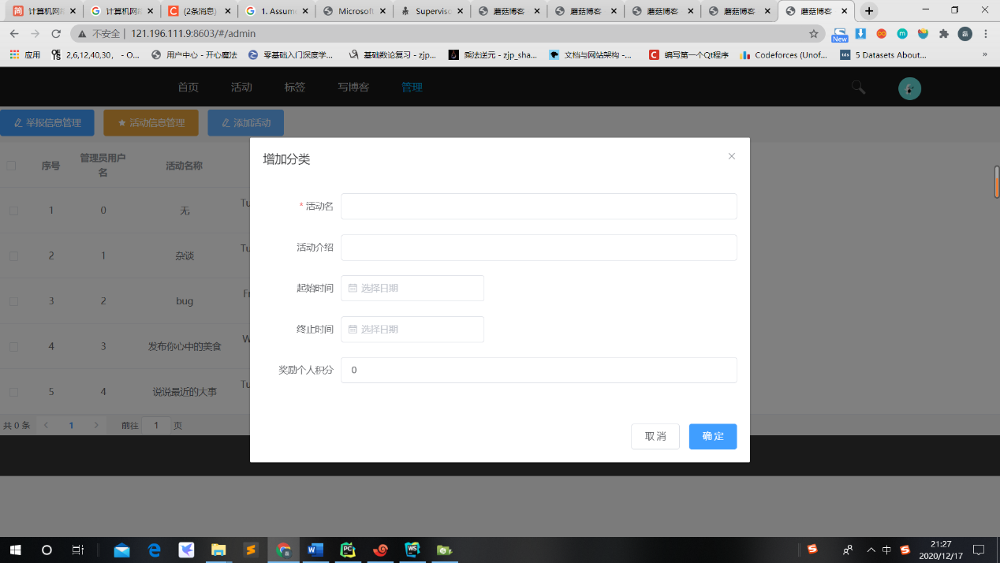 计算机网络
计算机网络
(2条消息)
1. Assume
Microsoft
Supervisc
蘑菇博客
蘑菇博客
蘑菇博客
蘑菇博客
蘑菇博客
不安全 | 121.196.111.9:8603/#/admin
New
应用
2,6,12,40,30， - O...
用户中心 - 开心魔法
零基础入门深度学...
基础数论复习 - zjp...
乘法逆元 - zjp_sha...
文档与网站架构 -...
编写第一个Qt程序
Codeforces (Unof...
5 Datasets About...
»
首页 活动 标签 写博客 管理
举报信息管理 活动信息管理 添加活动
序号 管理员用户名 活动名称
1 0 无 Tu
2 1 杂谈 Tu
3 2 bug Fr
4 3 发布你心中的美食 W
5 4 说说最近的大事 Tu
共 0 条 1 前往 1 页
增加分类
* 活动名
活动介绍
起始时间 选择日期
终止时间 选择日期
奖励个人积分 0
取消 确定
中
21:27
2020/12/17